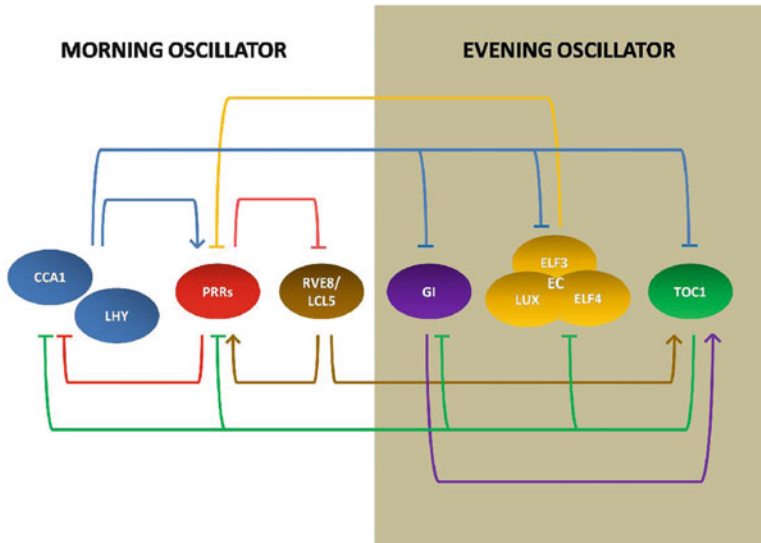 MORNING OSCILLATOR
EVENING OSCILLATOR
CCA1
LHY
PRRs
RVE8/
LCL5
GI
ELF3
EC
LUX
ELF4
TOC1